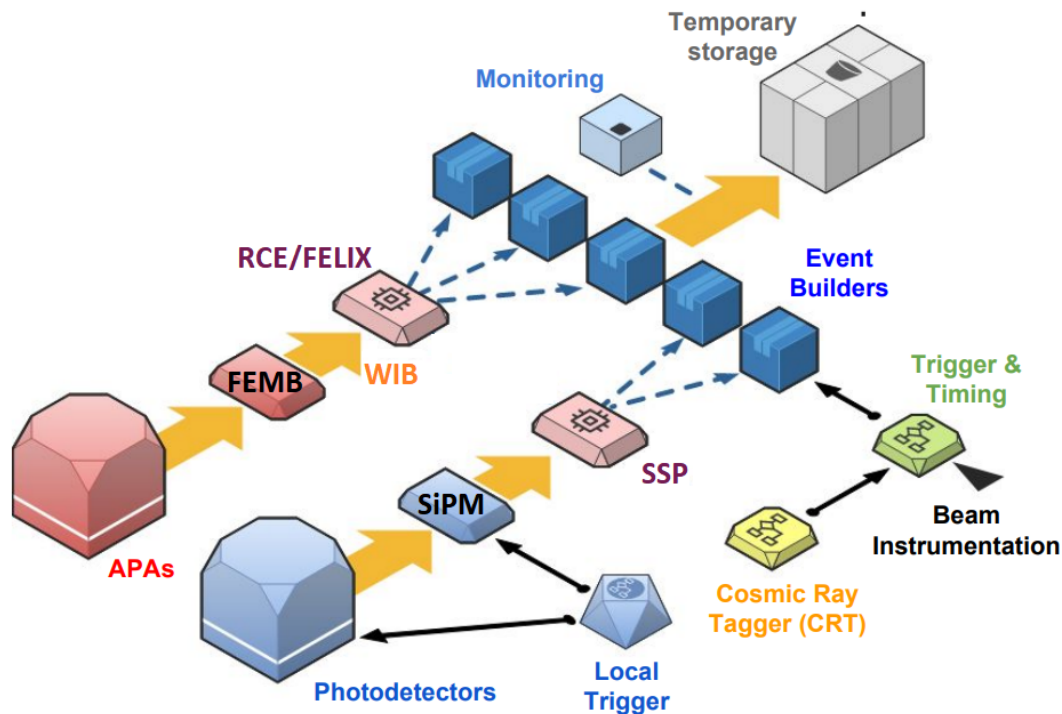 Temporary
storage
Monitoring
RCE/FELIX
Event
Builders
FEMB
WIB
Trigger &
Timing
SSP
SiPM
Beam
Instrumentation
APAs
Cosmic Ray
Tagger (CRT)
Local
Trigger
Photodetectors